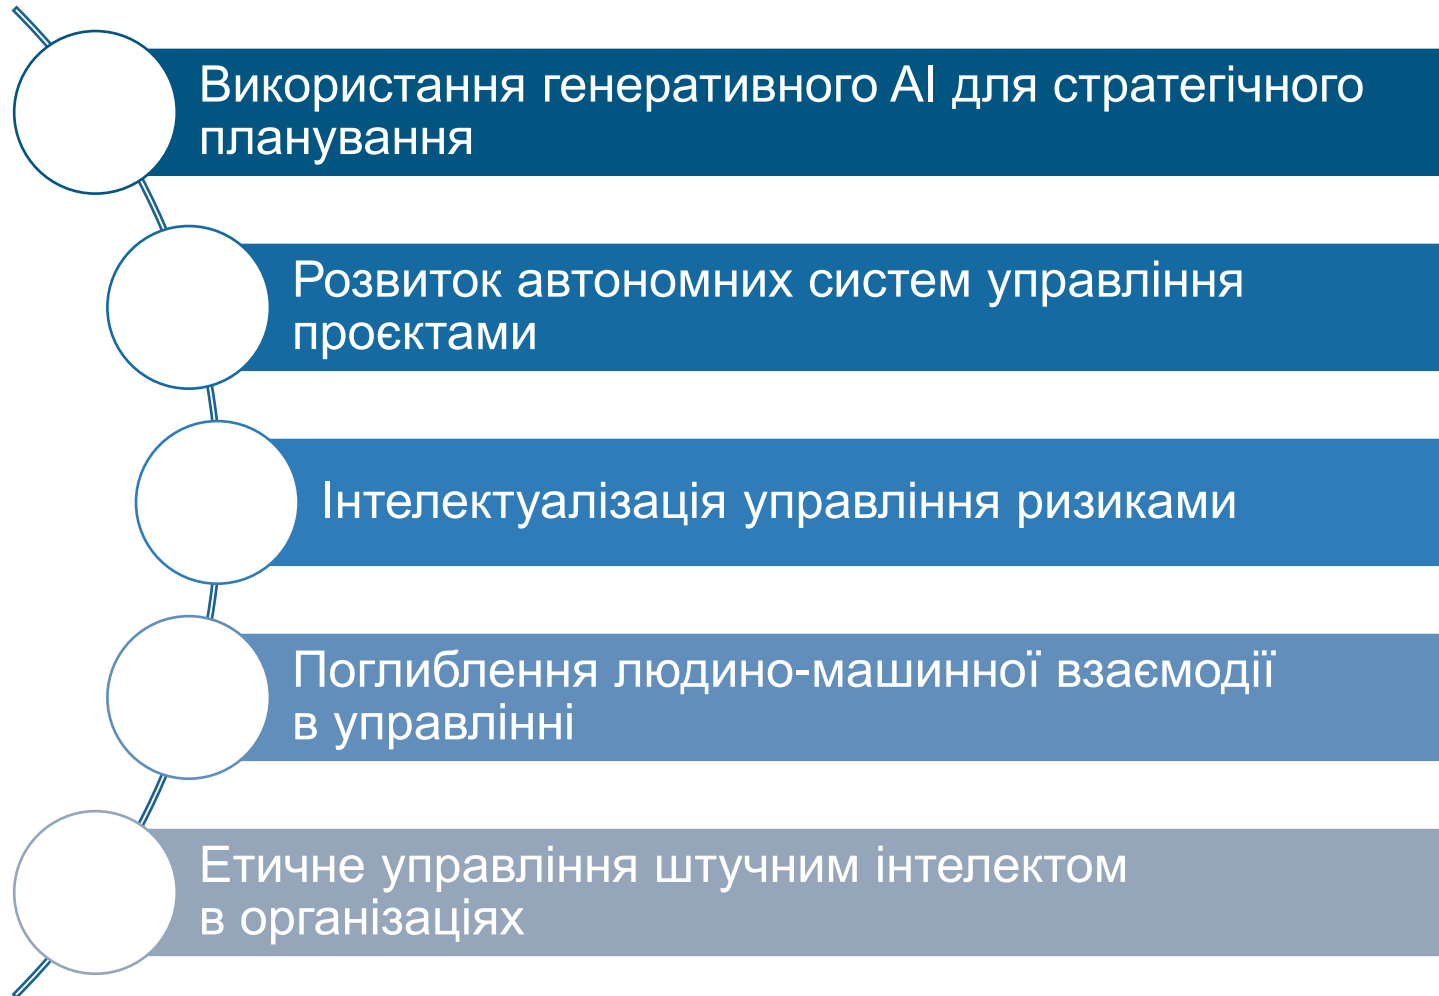 Використання генеративного AI для стратегічного
планування
Розвиток автономних систем управління
проєктами
Інтелектуалізація управління ризиками
Поглиблення людино-машинної взаємодії
в управлінні
Етичне управління штучним інтелектом
в організаціях